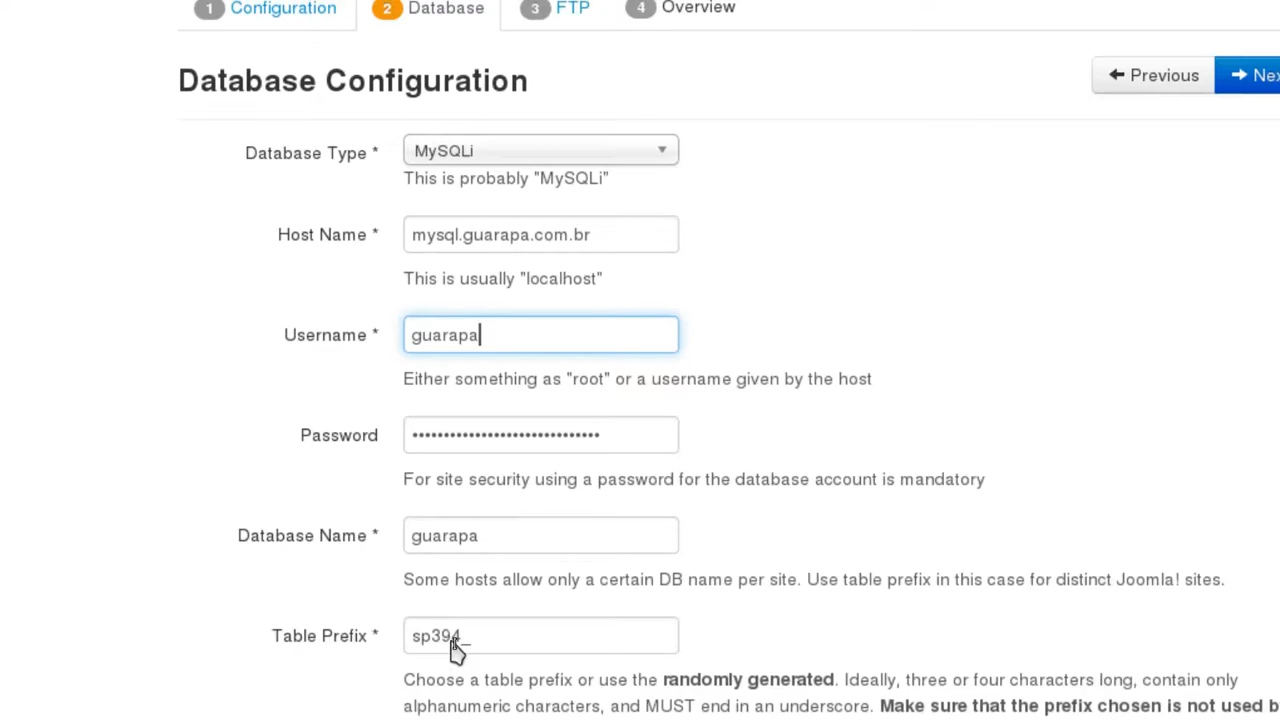 1 Configuration 2 Database 3 FTP 4 Overview
Database Configuration
Previous
Database Type *
MySQLi
This is probably "MySQLi"
Host Name *
mysql.guarapa.com.br
This is usually "localhost"
Username *
guarapa
Either something as "root" or a username given by the host
Password
••••••••••••••••••••••••••••••
For site security using a password for the database account is mandatory
Database Name *
guarapa
Some hosts allow only a certain DB name per site. Use table prefix in this case for distinct Joomla! sites.
Table Prefix *
sp394_
Choose a table prefix or use the randomly generated. Ideally, three or four characters long, contain only
alphanumeric characters, and MUST end in an underscore. Make sure that the prefix chosen is not used